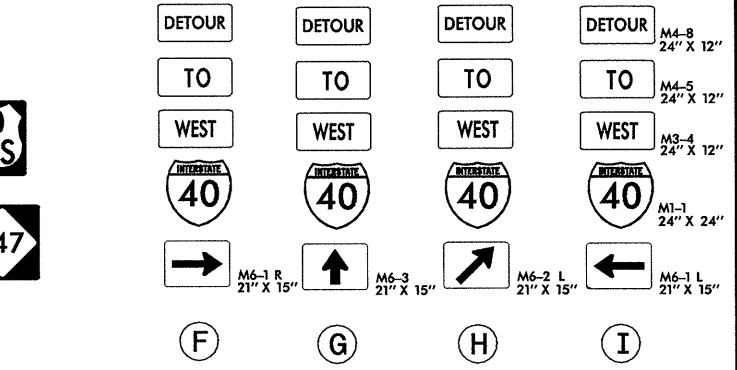 DETOUR DETOUR DETOUR DETOUR M4-8
24" X 12"
TO TO TO TO M4-5
24" X 12"
WEST WEST WEST WEST M3-4
24" X 12"
INTERSTATE INTERSTATE INTERSTATE INTERSTATE
40 40 40 40 M1-1
24" X 24"
S
47
M6-1 R M6-3 M6-2 L M6-1 L
21" X 15" 21" X 15" 21" X 15" 21" X 15"
F G H I